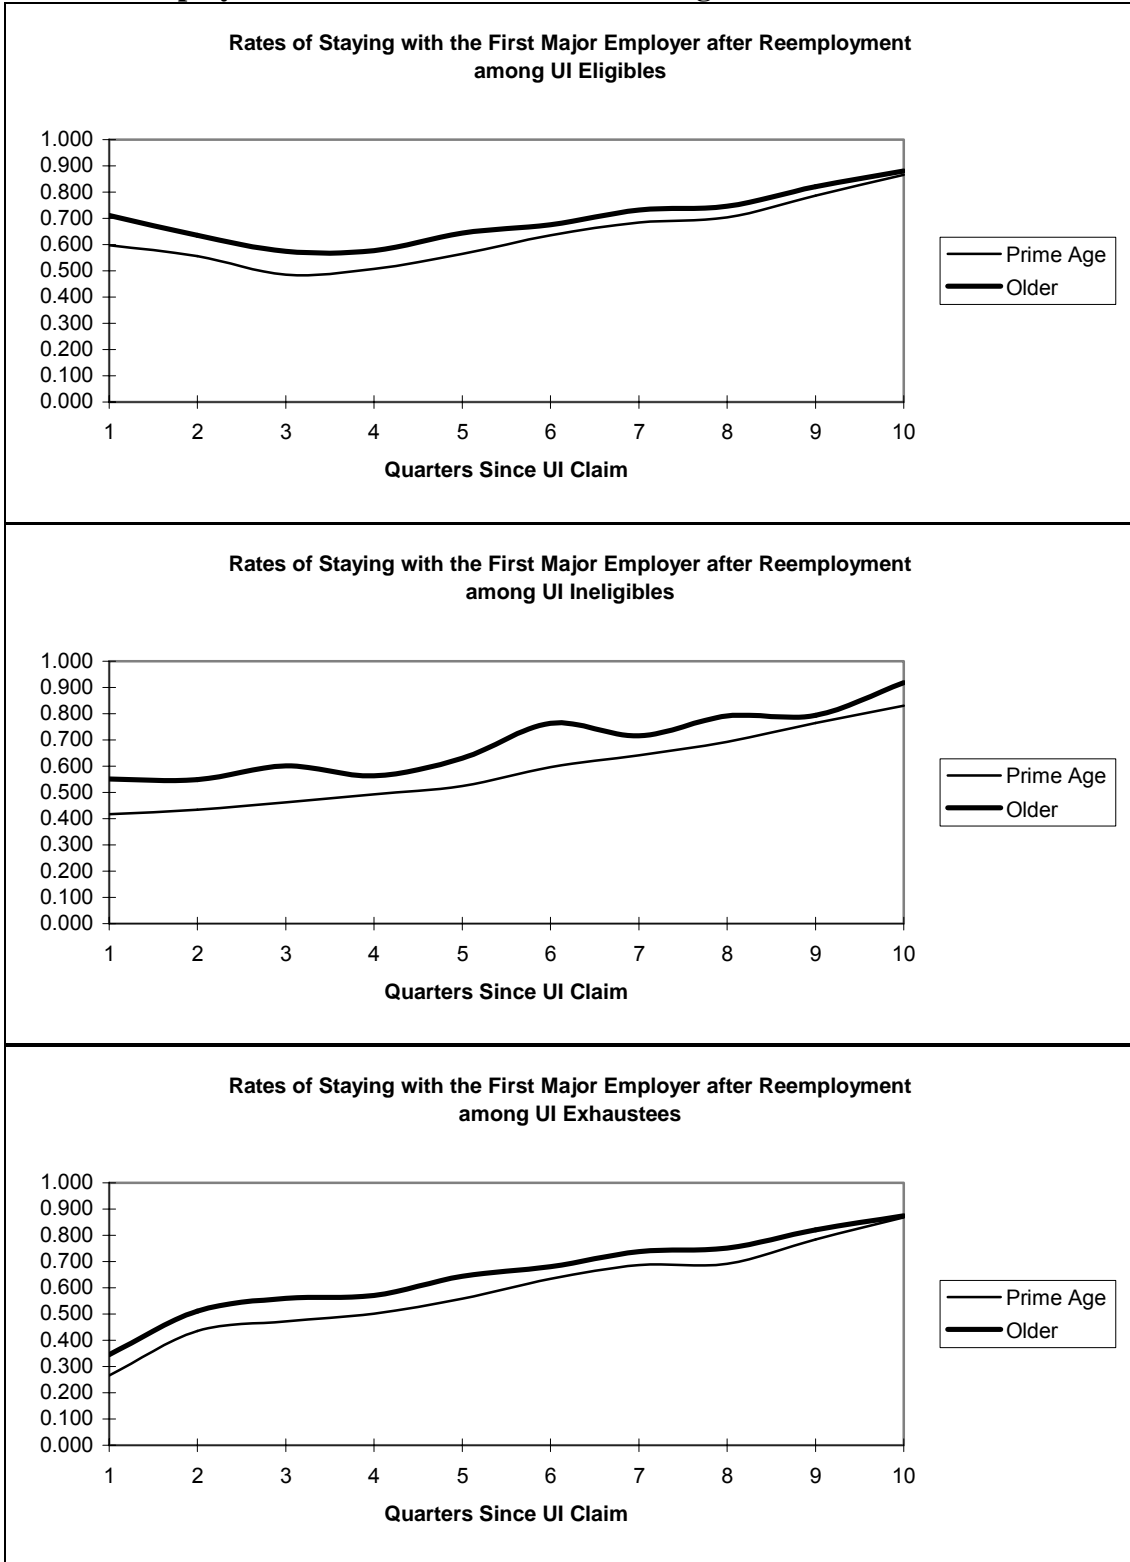 Rates of Staying with the First Major Employer after Reemployment
among UI Eligibles
1.000
0.900
0.800
0.700
0.600
0.500
0.400
0.300
0.200
0.100
0.000
1 2 3 4 5 6 7 8 9 10
Quarters Since UI Claim
Prime Age
Older
Rates of Staying with the First Major Employer after Reemployment
among UI Ineligibles
1.000
0.900
0.800
0.700
0.600
0.500
0.400
0.300
0.200
0.100
0.000
1 2 3 4 5 6 7 8 9 10
Quarters Since UI Claim
Prime Age
Older
Rates of Staying with the First Major Employer after Reemployment
among UI Exhaustees
1.000
0.900
0.800
0.700
0.600
0.500
0.400
0.300
0.200
0.100
0.000
1 2 3 4 5 6 7 8 9 10
Quarters Since UI Claim
Prime Age
Older